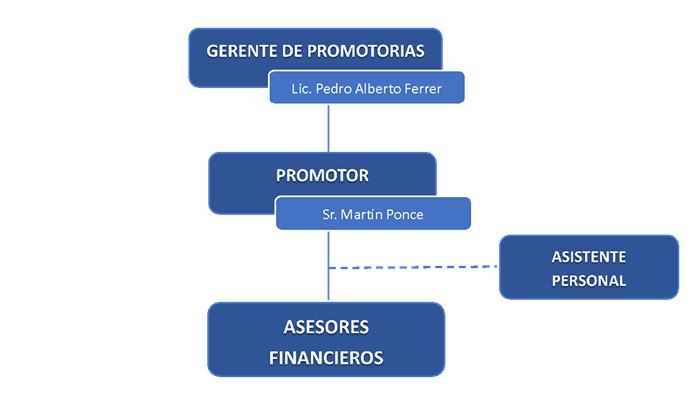 GERENTE DE PROMOTORIAS
Lic. Pedro Alberto Ferrer
PROMOTOR
Sr. Martín Ponce
ASISTENTE
PERSONAL
ASESORES
FINANCIEROS